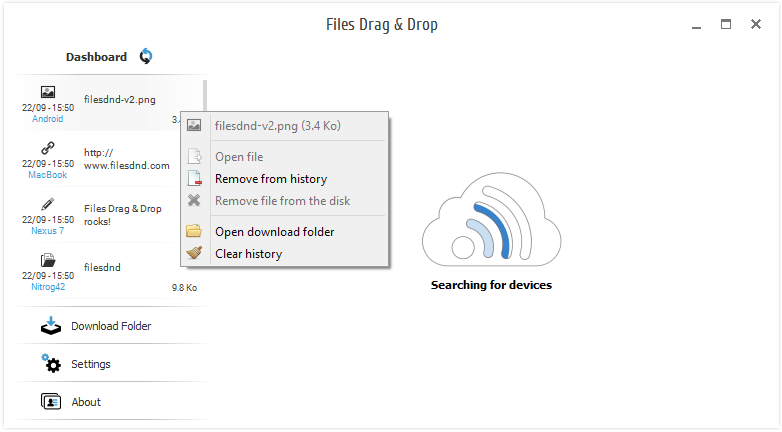 Files Drag & Drop
Dashboard
22/09 - 15:50
Android
filesdnd-v2.png
22/09 - 15:50
MacBook
http://
www.filesdnd.com
22/09 - 15:50
Nexus 7
Files Drag & Drop
rocks!
22/09 - 15:50
Nitrog42
filesdnd
9.8 Ko
Download Folder
Settings
About
filesdnd-v2.png (3.4 Ko)
Open file
Remove from history
Remove file from the disk
Open download folder
Clear history
Searching for devices